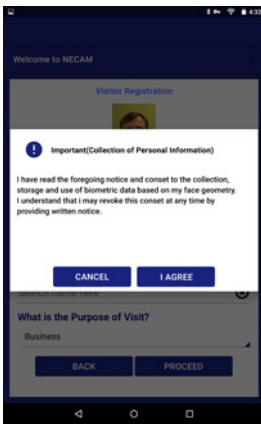 4:32
Welcome to NECAM
Visitor Registration
Important(Collection of Personal Information)
I have read the foregoing notice and conset to the collection,
storage and use of biometric data based on my face geometry.
I understand that i may revoke this conset at any time by
providing written notice.
CANCEL I AGREE
Search name here
What is the Purpose of Visit?
Business
BACK PROCEED